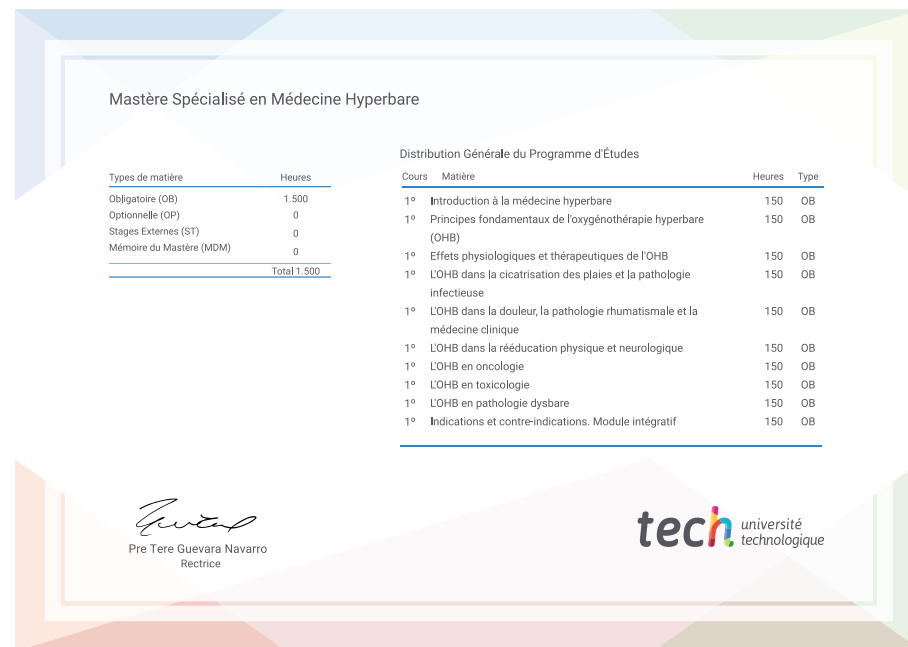 Mastère Spécialisé en Médecine Hyperbare
Types de matière Heures
Obligatoire (OB) 1.500
Optionnelle (OP) 0
Stages Externes (ST) 0
Mémoire du Mastère (MDM) 0
Total 1.500
Distribution Générale du Programme d'Études
Cours Matière Heures Type
1º Introduction à la médecine hyperbare 150 OB
1º Principes fondamentaux de l'oxygénothérapie hyperbare 150 OB
(OHB)
1º Effets physiologiques et thérapeutiques de l'OHB 150 OB
1º L'OHB dans la cicatrisation des plaies et la pathologie 150 OB
infectieuse
1º L'OHB dans la douleur, la pathologie rhumatismale et la 150 OB
médecine clinique
1º L'OHB dans la rééducation physique et neurologique 150 OB
1º L'OHB en oncologie 150 OB
1º L'OHB en toxicologie 150 OB
1º L'OHB en pathologie dysbare 150 OB
1º Indications et contre-indications. Module intégratif 150 OB
Pre Tere Guevara Navarro
Rectrice
tech université
technologique